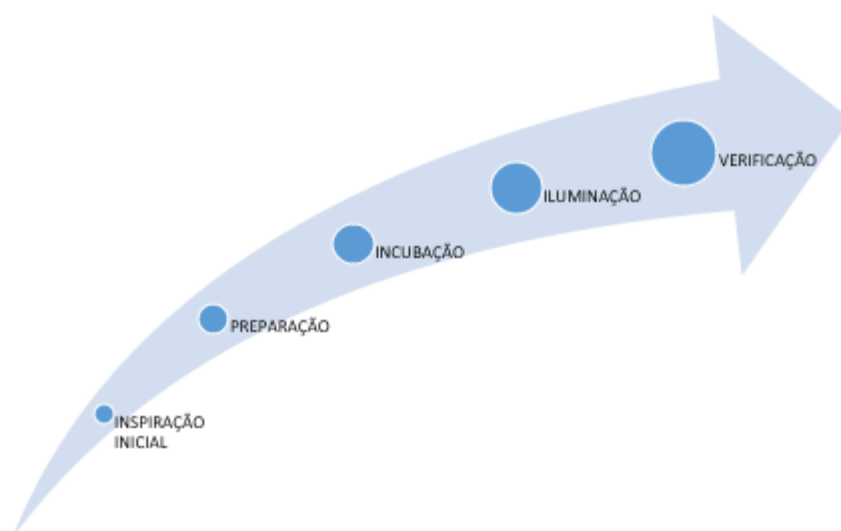 VERIFICAÇÃO
ILUMINAÇÃO
INCUBAÇÃO
PREPARAÇÃO
INSPIRAÇÃO
INICIAL